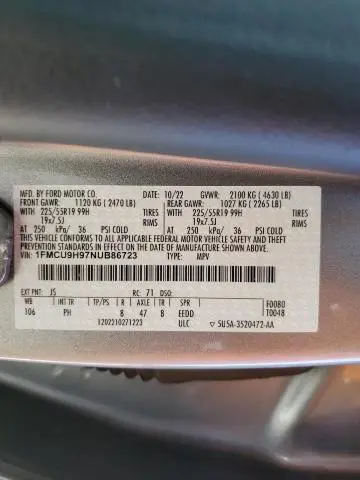 MFD. BY FORD MOTOR CO. DATE: 10/22 GVWR: 2100 KG (4630 LB)
FRONT GAWR: 1120 KG (2470 LB) REAR GAWR: 1027 KG (2265 LB)
WITH 225/55R19 99H TIRES WITH 225/55R19 99H TIRES
19x7.5J RIMS 19x7.5J RIMS
AT 250 kPa/ 36 PSI COLD AT 250 kPa/ 36 PSI COLD
THIS VEHICLE CONFORMS TO ALL APPLICABLE FEDERAL MOTOR VEHICLE SAFETY
THEFT PREVENTION STANDARDS IN EFFECT ON THE DATE OF
MANUFACTURE SHOWN ABOVE.
VIN: 1FMCU9H97NUB86723 TYPE: MPV
EXT PNT: JS RC: 71 DSO: F0080
WB TR TP/PS R AXLE TR SPR T0048
106 PH 8 47 B EEDD
1202210271223 ULC 5U5A-3520472-AA